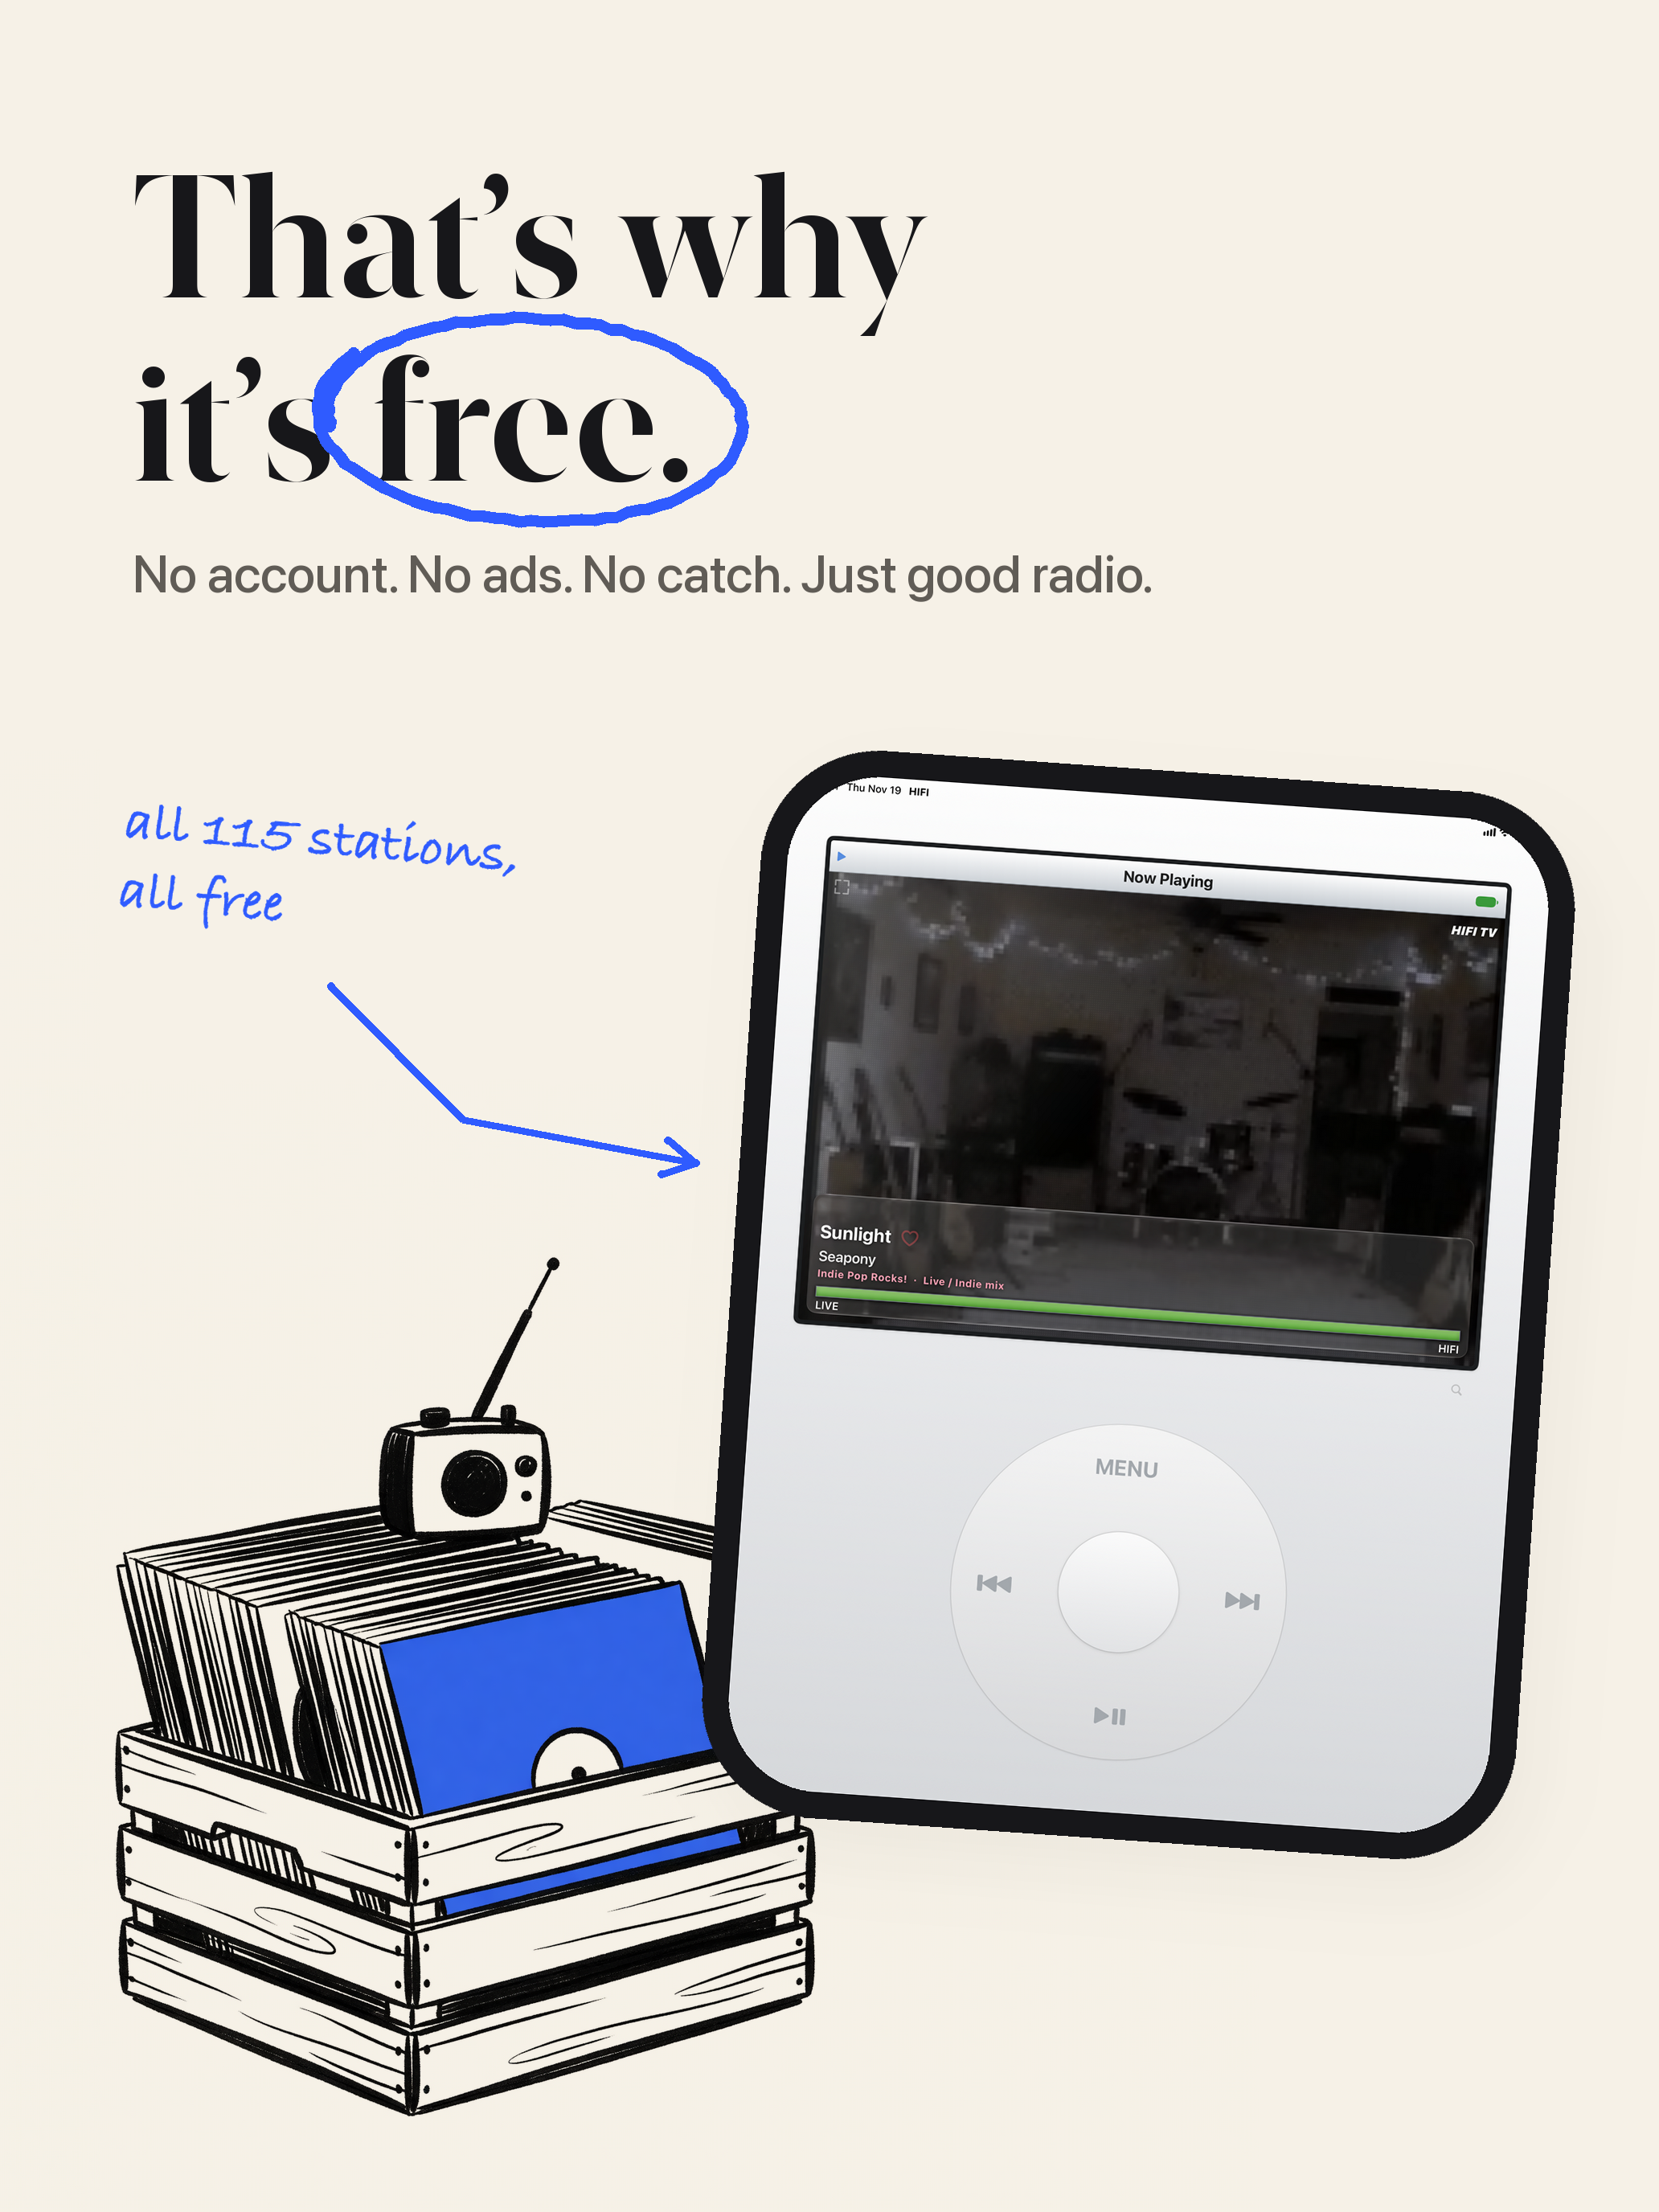 That’s why
it’s free.
No account. No ads. No catch. Just good radio.
all 115 stations,
all free
Thu Nov 19 HIFI
Now Playing
HIFI TV
Sunlight
Seapony
Indie Pop Rocks! · Live / Indie mix
LIVE
HIFI
MENU